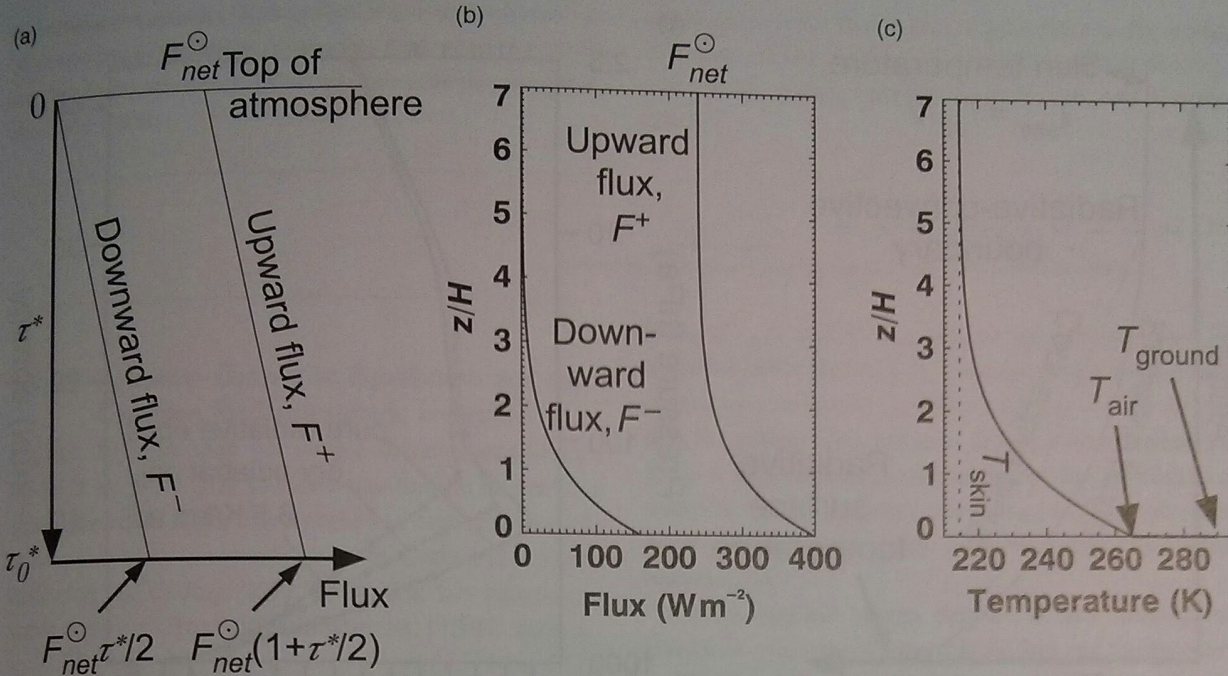 (a)
F⊙net Top of
atmosphere
0
Downward flux, F−
Upward flux, F+
τ*
τ0*
Flux
F⊙net τ*/2
F⊙net(1+τ*/2)
(b)
F⊙net
7
6
5
4
3
2
1
0
z/H
Upward
flux,
F+
Down-
ward
flux, F−
0 100 200 300 400
Flux (Wm−2)
(c)
7
6
5
4
3
2
1
0
z/H
Tground
Tair
Tskin
220 240 260 280
Temperature (K)